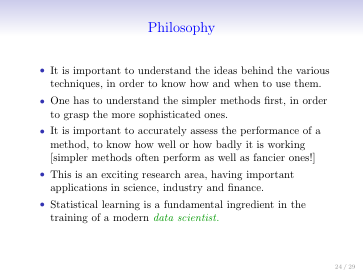 Philosophy
• It is important to understand the ideas behind the various
techniques, in order to know how and when to use them.
• One has to understand the simpler methods first, in order
to grasp the more sophisticated ones.
• It is important to accurately assess the performance of a
method, to know how well or how badly it is working
[simpler methods often perform as well as fancier ones!]
• This is an exciting research area, having important
applications in science, industry and finance.
• Statistical learning is a fundamental ingredient in the
training of a modern data scientist.
24 / 29